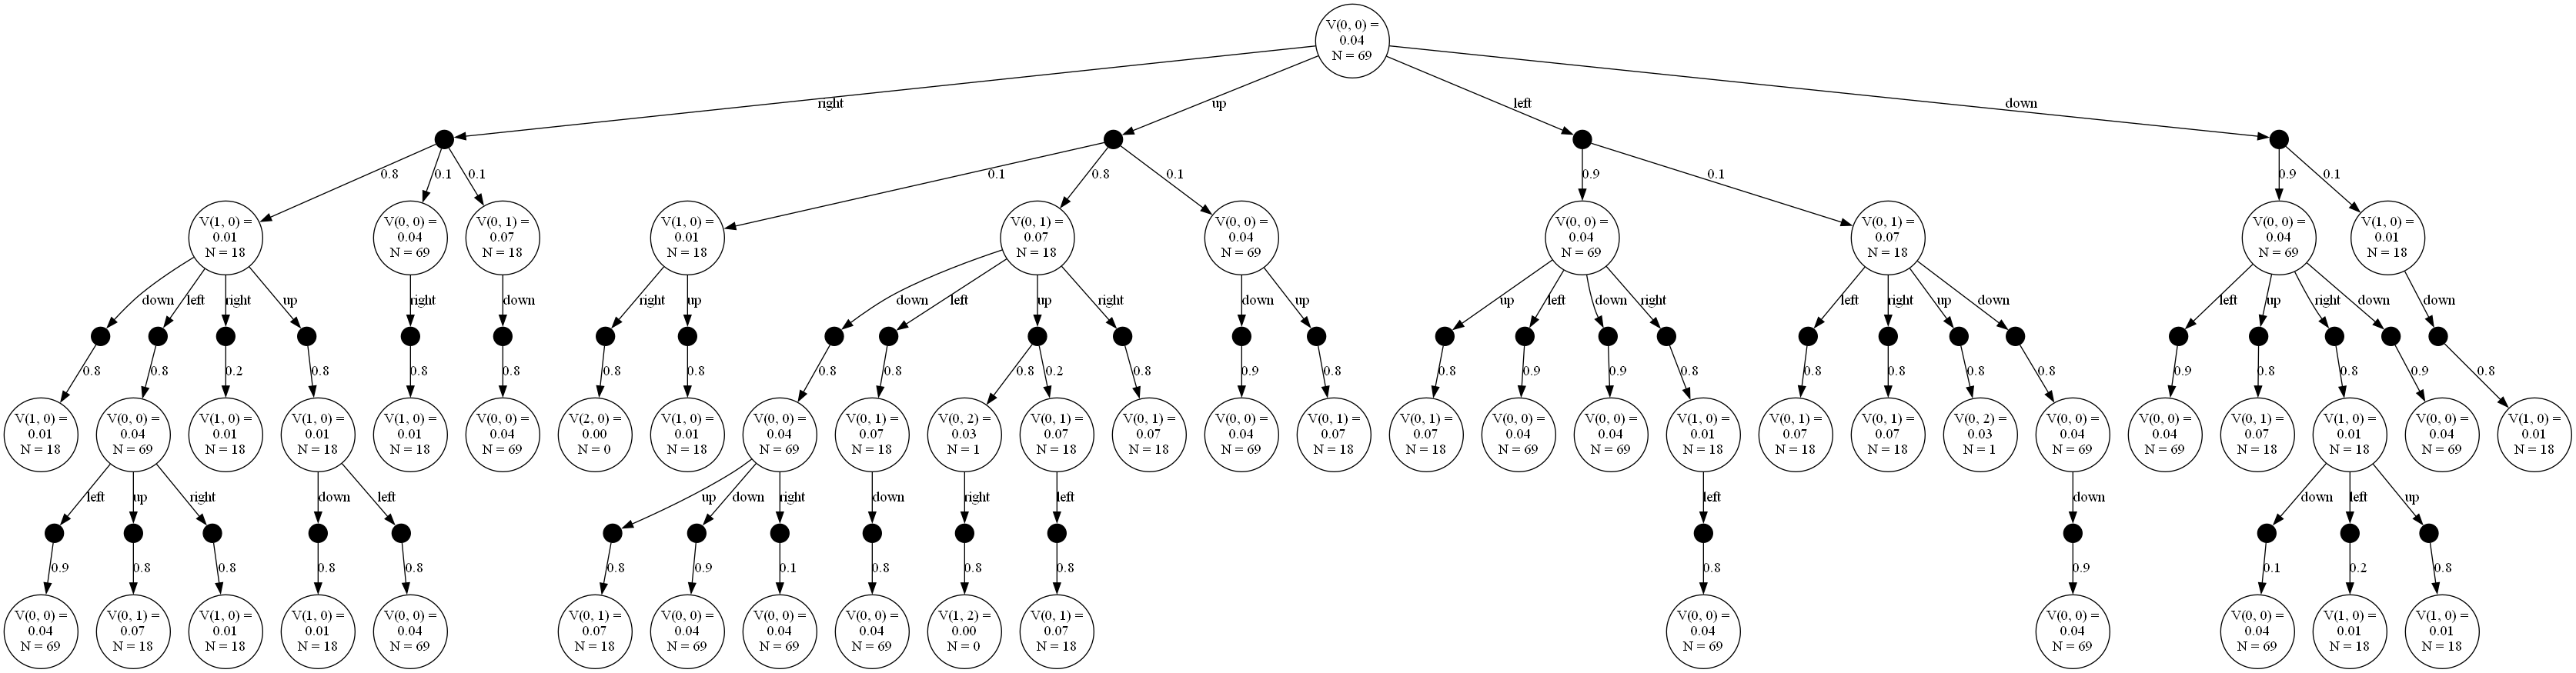 V(0, 0) =
0.04
N = 69
right
up
left
down
0.8
0.1
0.1
0.1
0.8
0.1
0.9
0.1
0.9
0.1
V(1, 0) =
0.01
N = 18
V(0, 0) =
0.04
N = 69
V(0, 1) =
0.07
N = 18
V(1, 0) =
0.01
N = 18
V(0, 1) =
0.07
N = 18
V(0, 0) =
0.04
N = 69
V(0, 0) =
0.04
N = 69
V(0, 1) =
0.07
N = 18
V(0, 0) =
0.04
N = 69
V(1, 0) =
0.01
N = 18
down
left
right
up
right
down
right
up
down
left
up
right
down
up
up
left
down
right
left
right
up
down
left
up
right
down
down
0.8
0.8
0.2
0.8
0.8
0.8
0.8
0.8
0.8
0.8
0.8
0.2
0.8
0.9
0.8
0.8
0.9
0.9
0.8
0.8
0.8
0.8
0.8
0.9
0.8
0.8
0.9
0.8
V(1, 0) =
0.01
N = 18
V(0, 0) =
0.04
N = 69
V(1, 0) =
0.01
N = 18
V(1, 0) =
0.01
N = 18
V(1, 0) =
0.01
N = 18
V(0, 0) =
0.04
N = 69
V(2, 0) =
0.00
N = 0
V(1, 0) =
0.01
N = 18
V(0, 0) =
0.04
N = 69
V(0, 1) =
0.07
N = 18
V(0, 2) =
0.03
N = 1
V(0, 1) =
0.07
N = 18
V(0, 1) =
0.07
N = 18
V(0, 0) =
0.04
N = 69
V(0, 1) =
0.07
N = 18
V(0, 1) =
0.07
N = 18
V(0, 0) =
0.04
N = 69
V(0, 0) =
0.04
N = 69
V(1, 0) =
0.01
N = 18
V(0, 1) =
0.07
N = 18
V(0, 1) =
0.07
N = 18
V(0, 2) =
0.03
N = 1
V(0, 0) =
0.04
N = 69
V(0, 0) =
0.04
N = 69
V(0, 1) =
0.07
N = 18
V(1, 0) =
0.01
N = 18
V(0, 0) =
0.04
N = 69
V(1, 0) =
0.01
N = 18
left
up
right
down
left
up
down
right
down
right
left
left
down
down
left
up
0.9
0.8
0.8
0.8
0.8
0.8
0.9
0.1
0.8
0.8
0.8
0.8
0.9
0.1
0.2
0.8
V(0, 0) =
0.04
N = 69
V(0, 1) =
0.07
N = 18
V(1, 0) =
0.01
N = 18
V(1, 0) =
0.01
N = 18
V(0, 0) =
0.04
N = 69
V(0, 1) =
0.07
N = 18
V(0, 0) =
0.04
N = 69
V(0, 0) =
0.04
N = 69
V(0, 0) =
0.04
N = 69
V(1, 2) =
0.00
N = 0
V(0, 1) =
0.07
N = 18
V(0, 0) =
0.04
N = 69
V(0, 0) =
0.04
N = 69
V(0, 0) =
0.04
N = 69
V(1, 0) =
0.01
N = 18
V(1, 0) =
0.01
N = 18